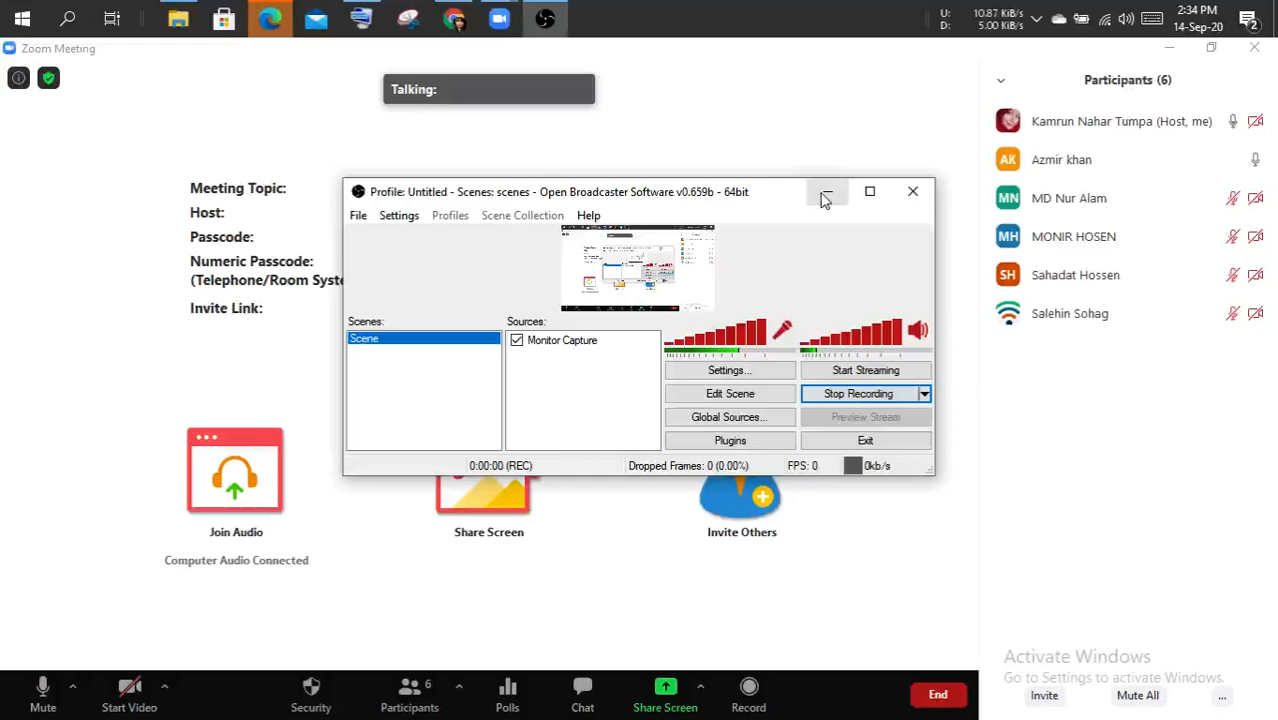 U: 10.87 KiB/s
D: 5.00 KiB/s
2:34 PM
14-Sep-20
2
Zoom Meeting
Talking:
Participants (6)
Kamrun Nahar Tumpa (Host, me)
AK Azmir khan
MN MD Nur Alam
MH MONIR HOSEN
SH Sahadat Hossen
Salehin Sohag
Meeting Topic:
Host:
Passcode:
Numeric Passcode:
(Telephone/Room Syste
Invite Link:
Profile: Untitled - Scenes: scenes - Open Broadcaster Software v0.659b - 64bit
File Settings Profiles Scene Collection Help
Scenes: Sources:
Scene
Monitor Capture
Settings... Start Streaming
Edit Scene Stop Recording
Global Sources... Preview Stream
Plugins Exit
0:00:00 (REC) Dropped Frames: 0 (0.00%) FPS: 0 0kb/s
Join Audio Share Screen Invite Others
Computer Audio Connected
Activate Windows
Go to Settings to activate Windows.
Invite Mute All ...
Mute Start Video Security Participants 6 Polls Chat Share Screen Record End